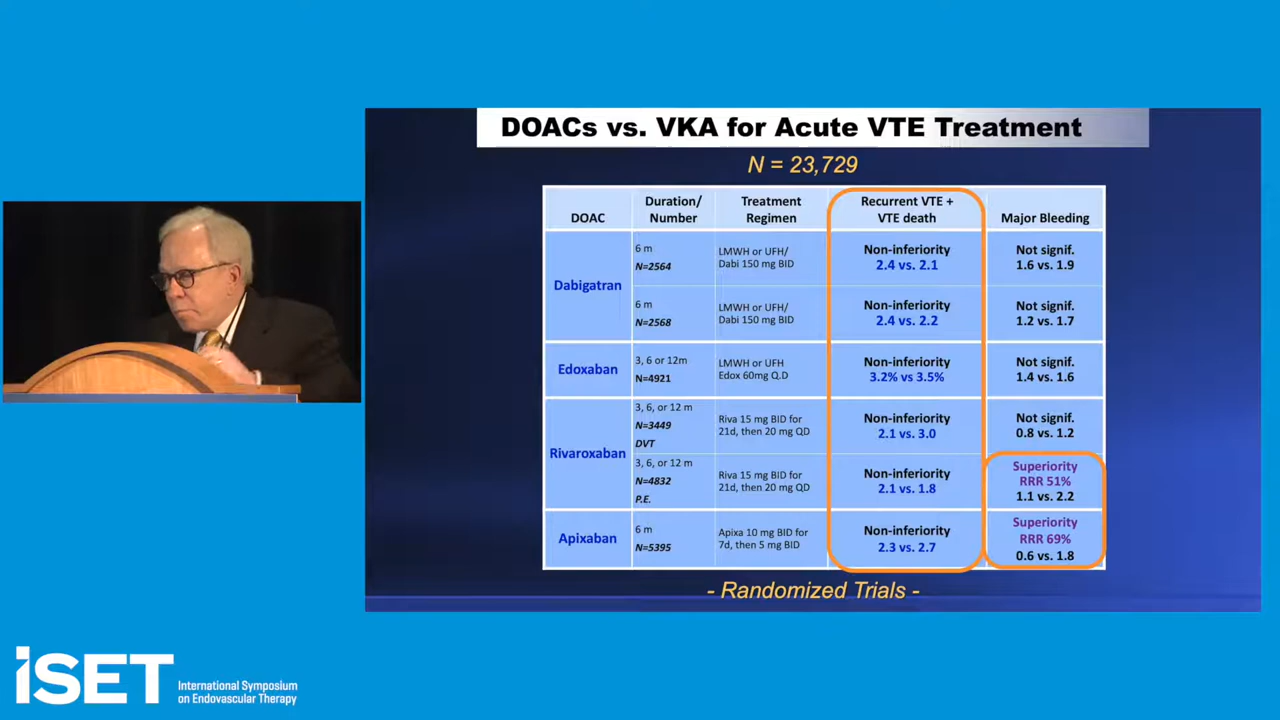 DOACs vs. VKA for Acute VTE Treatment
N = 23,729
DOAC
Duration/
Number
Treatment
Regimen
Recurrent VTE +
VTE death
Major Bleeding
Dabigatran
6 m
N=2564
LMWH or UFH/
Dabi 150 mg BID
Non-inferiority
2.4 vs. 2.1
Not signif.
1.6 vs. 1.9
6 m
N=2568
LMWH or UFH/
Dabi 150 mg BID
Non-inferiority
2.4 vs. 2.2
Not signif.
1.2 vs. 1.7
Edoxaban
3, 6 or 12m
N=4921
LMWH or UFH
Edox 60mg Q.D
Non-inferiority
3.2% vs 3.5%
Not signif.
1.4 vs. 1.6
Rivaroxaban
3, 6, or 12 m
N=3449
DVT
Riva 15 mg BID for
21d, then 20 mg QD
Non-inferiority
2.1 vs. 3.0
Not signif.
0.8 vs. 1.2
3, 6, or 12 m
N=4832
P.E.
Riva 15 mg BID for
21d, then 20 mg QD
Non-inferiority
2.1 vs. 1.8
Superiority
RRR 51%
1.1 vs. 2.2
Apixaban
6 m
N=5395
Apixa 10 mg BID for
7d, then 5 mg BID
Non-inferiority
2.3 vs. 2.7
Superiority
RRR 69%
0.6 vs. 1.8
- Randomized Trials -
iSET
International Symposium
on Endovascular Therapy